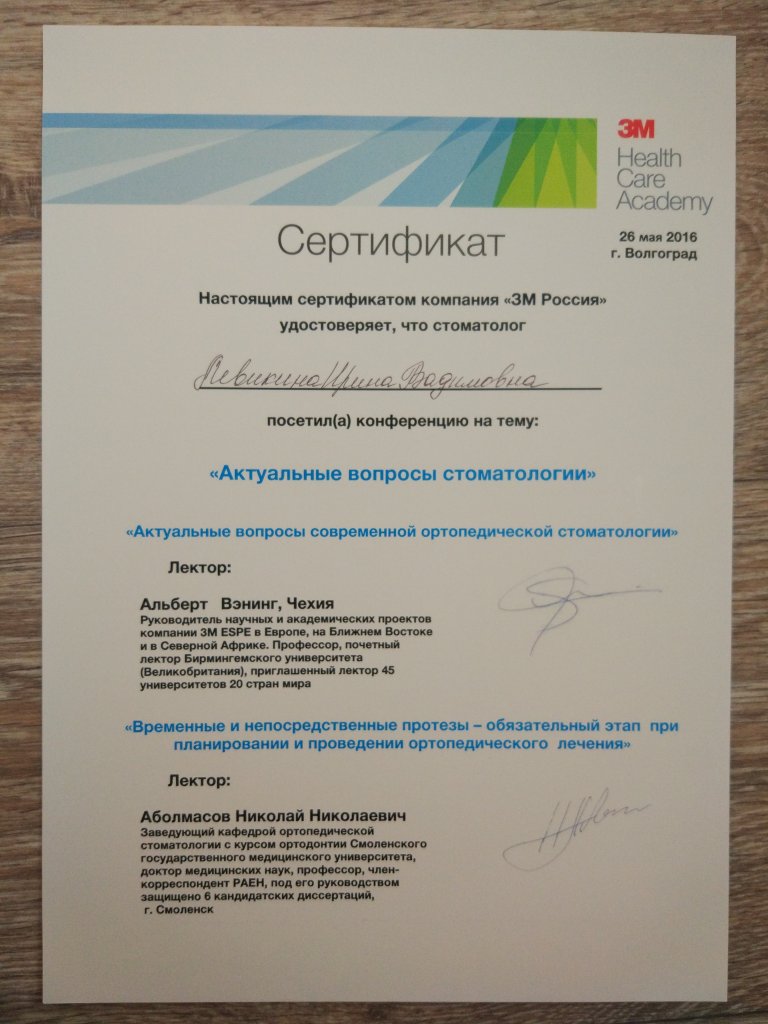 3M
Health
Care
Academy
26 мая 2016
г. Волгоград
Сертификат
Настоящим сертификатом компания «3М Россия»
удостоверяет, что стоматолог
Ирина Вадимовна
посетил(а) конференцию на тему:
«Актуальные вопросы стоматологии»
«Актуальные вопросы современной ортопедической стоматологии»
Лектор:
Альберт Вэнинг, Чехия
Руководитель научных и академических проектов
компании 3М ESPE в Европе, на Ближнем Востоке
и в Северной Африке. Профессор, почетный
лектор Бирмингемского университета
(Великобритания), приглашенный лектор 45
университетов 20 стран мира
«Временные и непосредственные протезы – обязательный этап при
планировании и проведении ортопедического лечения»
Лектор:
Аболмасов Николай Николаевич
Заведующий кафедрой ортопедической
стоматологии с курсом ортодонтии Смоленского
государственного медицинского университета,
доктор медицинских наук, профессор, член-
корреспондент РАЕН, под его руководством
защищено 6 кандидатских диссертаций,
г. Смоленск